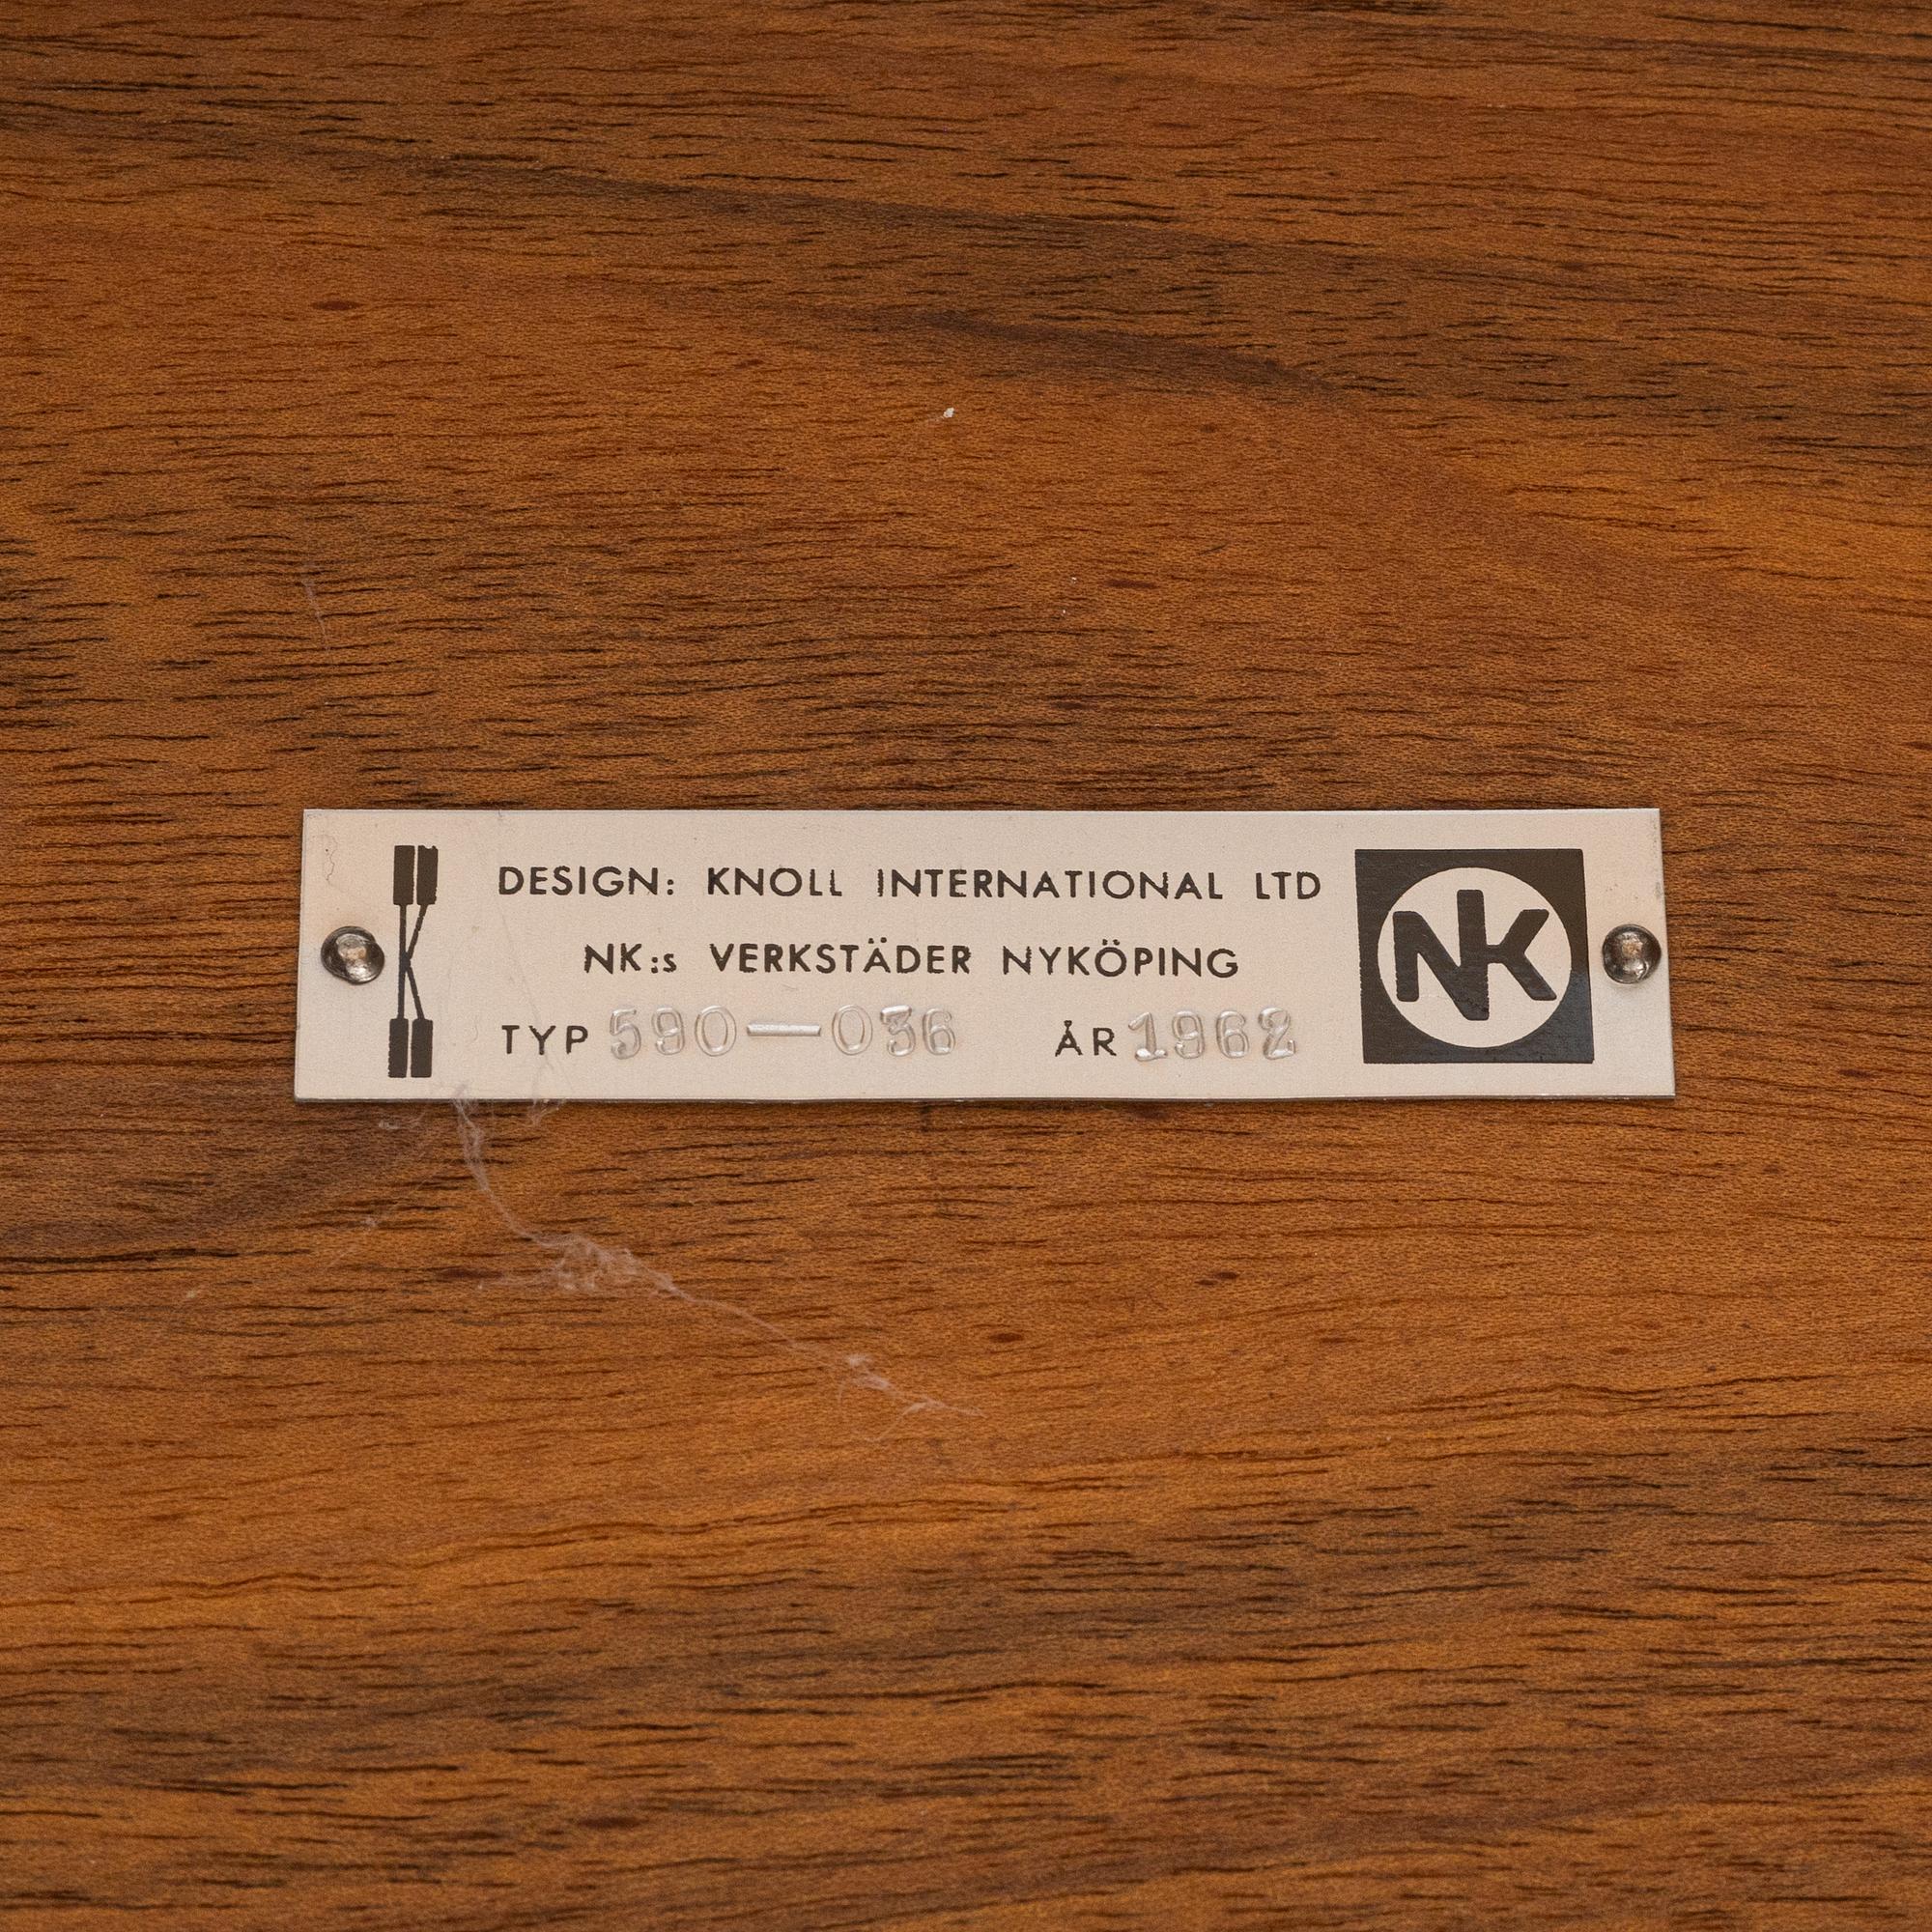 DESIGN: KNOLL INTERNATIONAL LTD
NK:s VERKSTÄDER NYKÖPING
TYP 590—036 ÅR 1962
NK